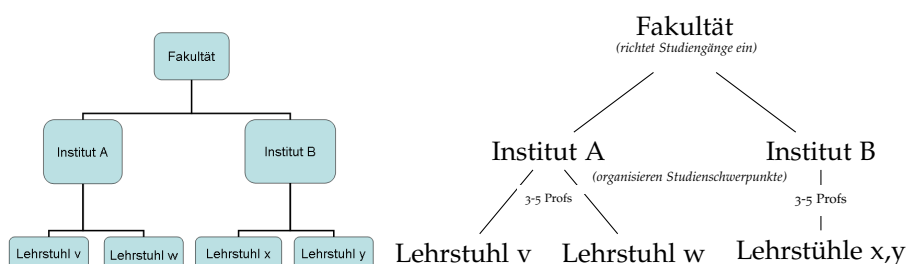 Fakultät
Institut A
Institut B
Lehrstuhl v
Lehrstuhl w
Lehrstuhl x
Lehrstuhl y
Fakultät
(richtet Studiengänge ein)
Institut A
Institut B
(organisieren Studienschwerpunkte)
3-5 Profs
3-5 Profs
Lehrstuhl v
Lehrstuhl w
Lehrstühle x,y